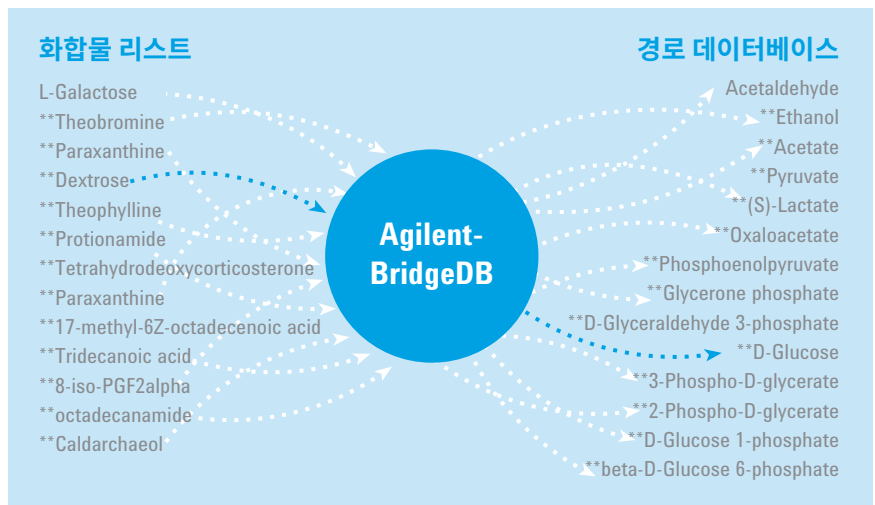 화합물 리스트
L-Galactose
**Theobromine
**Paraxanthine
**Dextrose
**Theophylline
**Protionamide
**Tetrahydrodeoxycorticosterone
**Paraxanthine
**17-methyl-6Z-octadecenoic acid
**Tridecanoic acid
**8-iso-PGF2alpha
**octadecanamide
**Caldarchaeol
Agilent-
BridgeDB
경로 데이터베이스
Acetaldehyde
**Ethanol
**Acetate
**Pyruvate
**(S)-Lactate
**Oxaloacetate
**Phosphoenolpyruvate
**Glycerone phosphate
**D-Glyceraldehyde 3-phosphate
**D-Glucose
**3-Phospho-D-glycerate
**2-Phospho-D-glycerate
**D-Glucose 1-phosphate
**beta-D-Glucose 6-phosphate